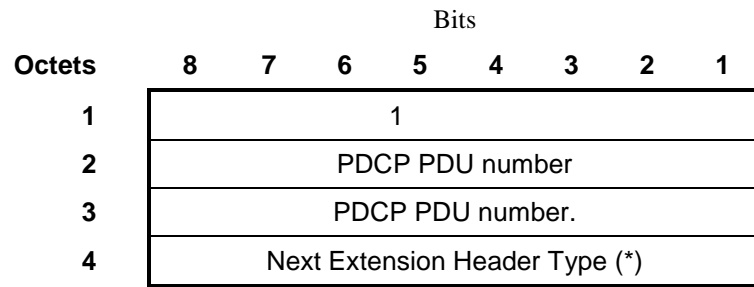 Bits
Octets 8 7 6 5 4 3 2 1
1 1
2 PDCP PDU number
3 PDCP PDU number.
4 Next Extension Header Type (*)